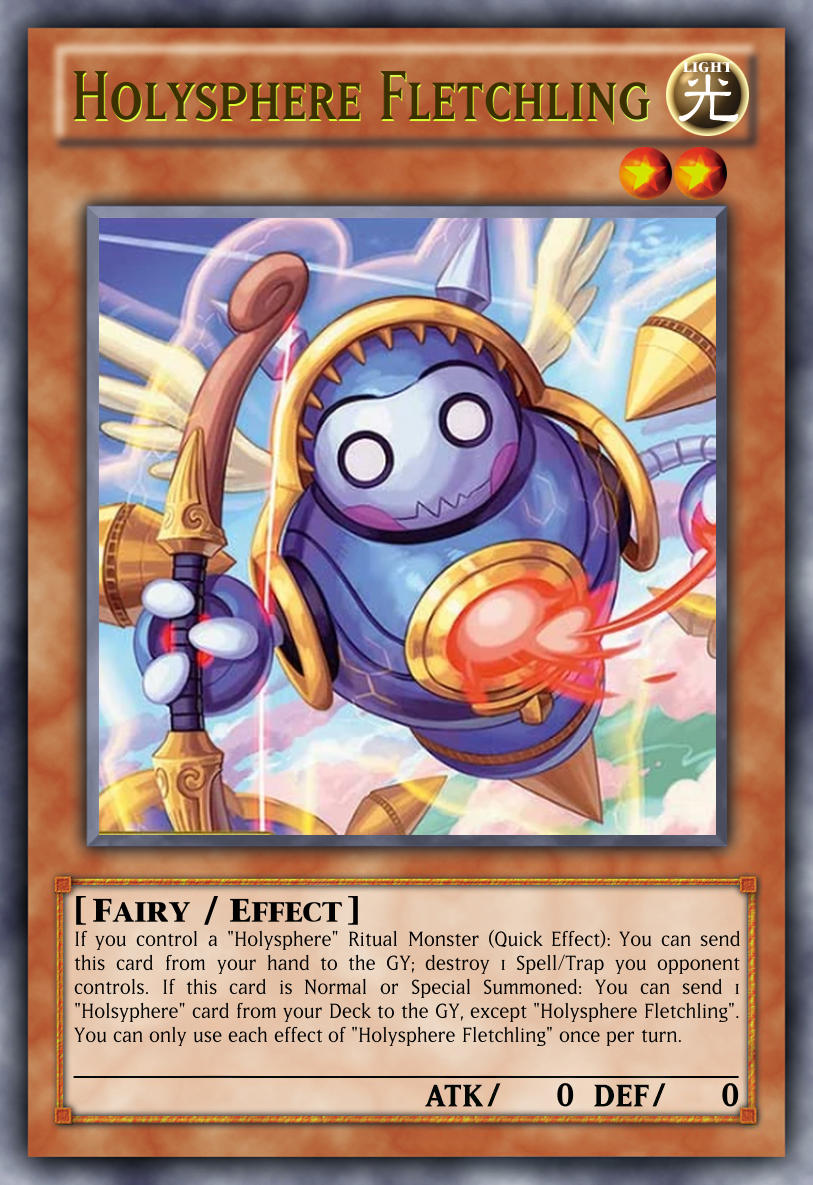 Holysphere Fletchling
LIGHT
光
[ Fairy / Effect ]
If you control a "Holysphere" Ritual Monster (Quick Effect): You can send
this card from your hand to the GY; destroy 1 Spell/Trap you opponent
controls. If this card is Normal or Special Summoned: You can send 1
"Holsyphere" card from your Deck to the GY, except "Holysphere Fletchling".
You can only use each effect of "Holysphere Fletchling" once per turn.
ATK/ 0 DEF/ 0